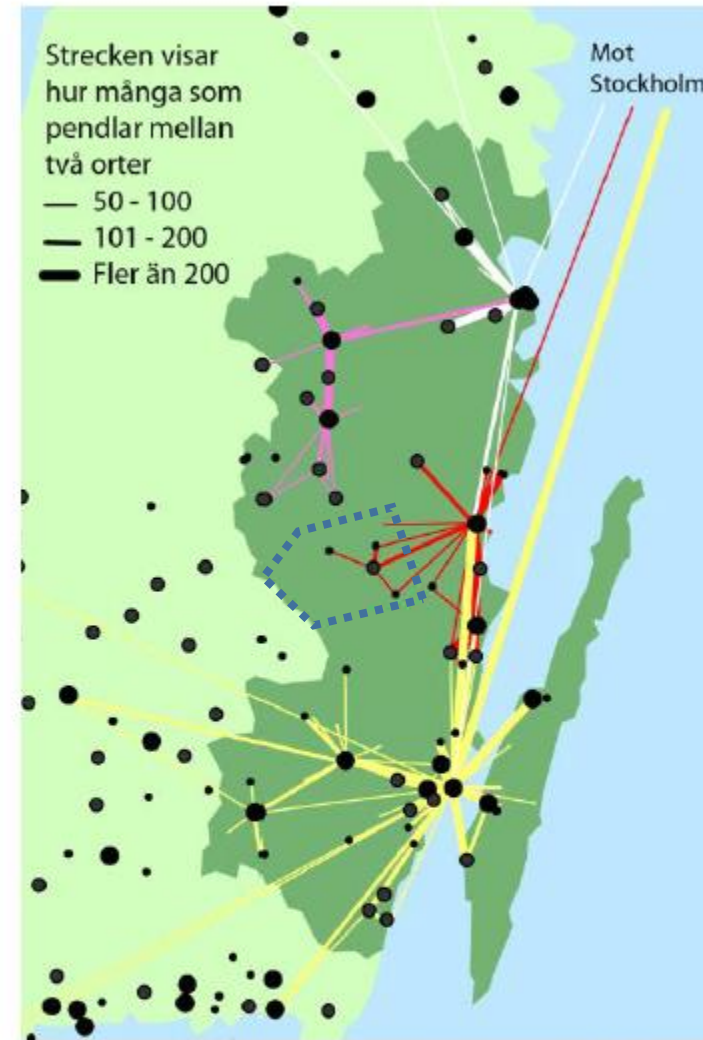 Strecken visar
hur många som
pendlar mellan
två orter
50 - 100
101 - 200
Fler än 200
Mot
Stockholm